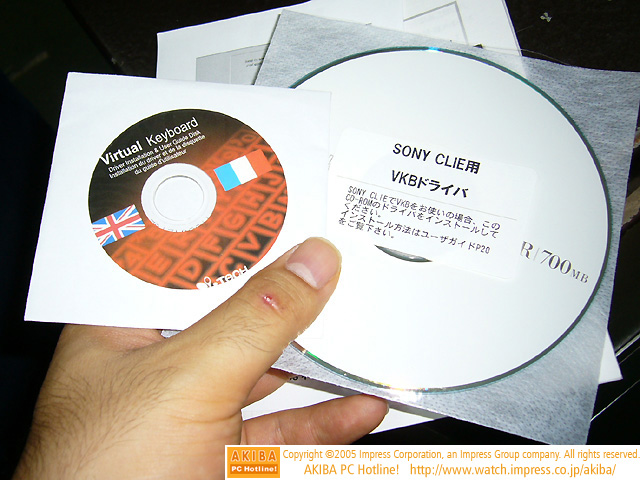 Virtual Keyboard
Driver Installation & User Guide Disk
Installation du driver et de la disquette
du guide d'utilisateur
SONY CLIE用
VKBドライバ
SONY CLIEでVKBをお使いの場合、この
CD-ROMのドライバをインストールして
ください。
インストール方法はユーザガイドP20
をご覧下さい。
R/700MB
AKIBA
PC Hotline!
Copyright ©2005 Impress Corporation, an Impress Group company. All rights reserved.
AKIBA PC Hotline! http://www.watch.impress.co.jp/akiba/